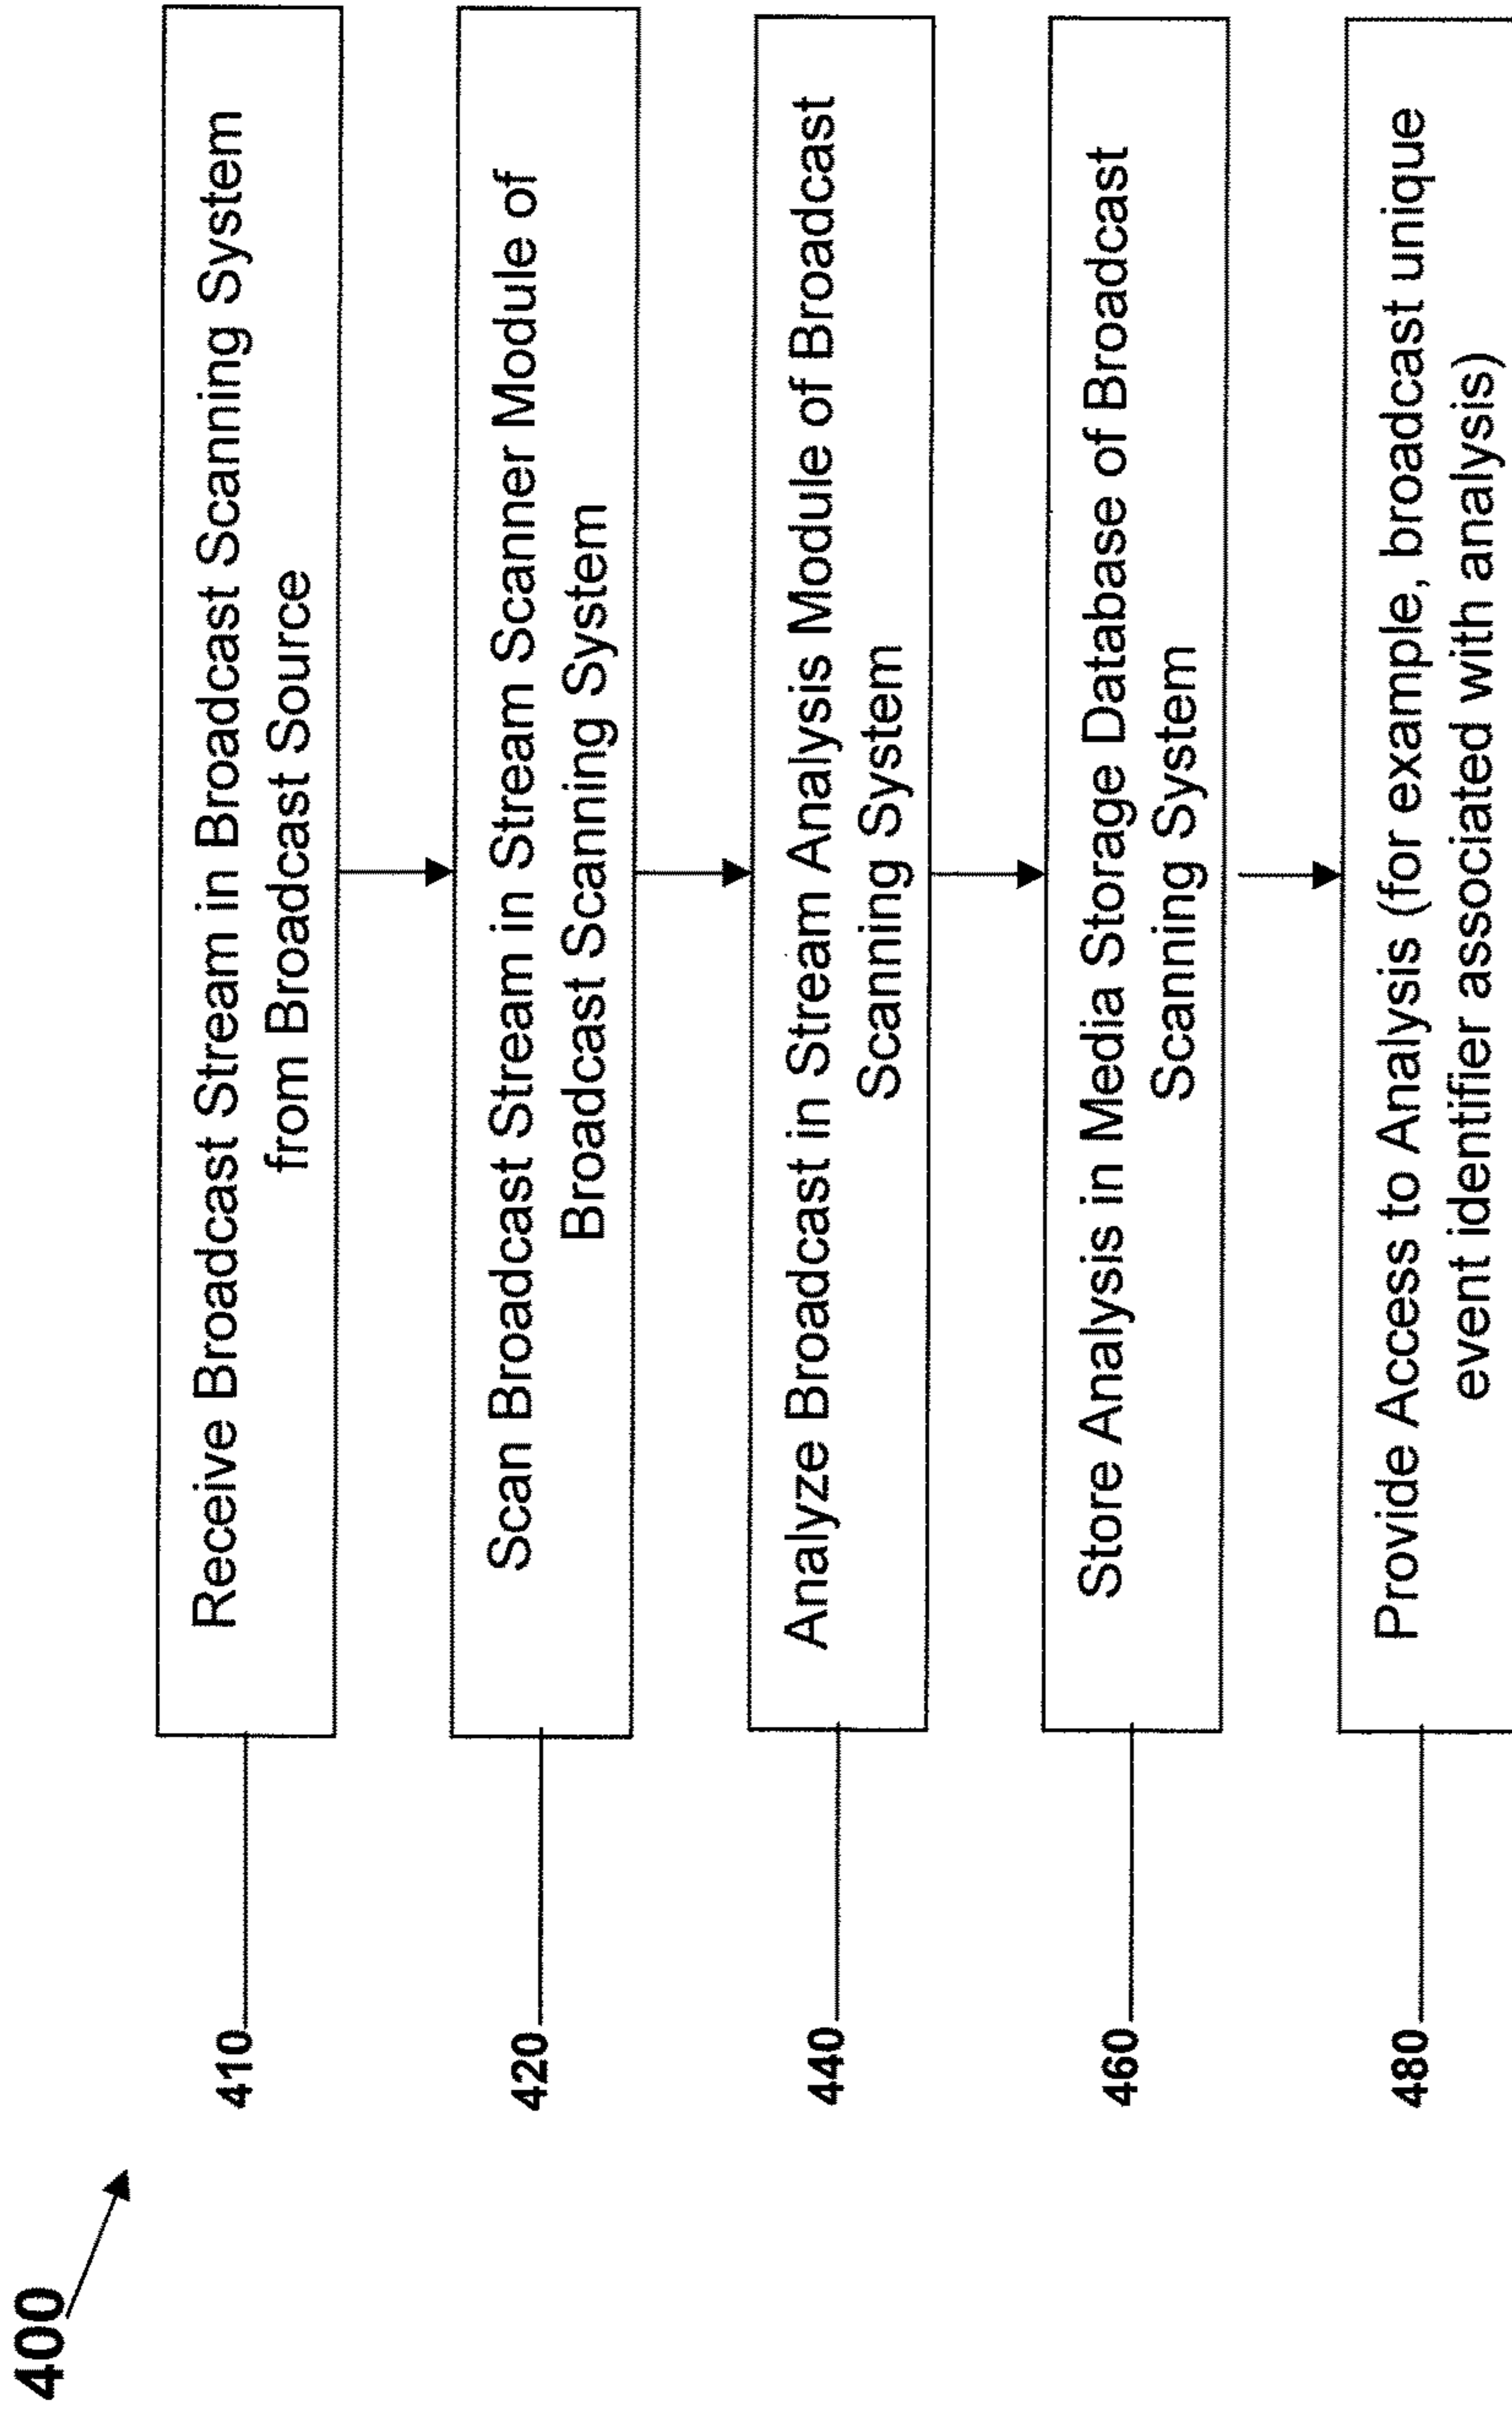 400
410
Receive Broadcast Stream in Broadcast Scanning System
from Broadcast Source
420
Scan Broadcast Stream in Stream Scanner Module of
Broadcast Scanning System
440
Analyze Broadcast in Stream Analysis Module of Broadcast
Scanning System
460
Store Analysis in Media Storage Database of Broadcast
Scanning System
480
Provide Access to Analysis (for example, broadcast unique
event identifier associated with analysis)